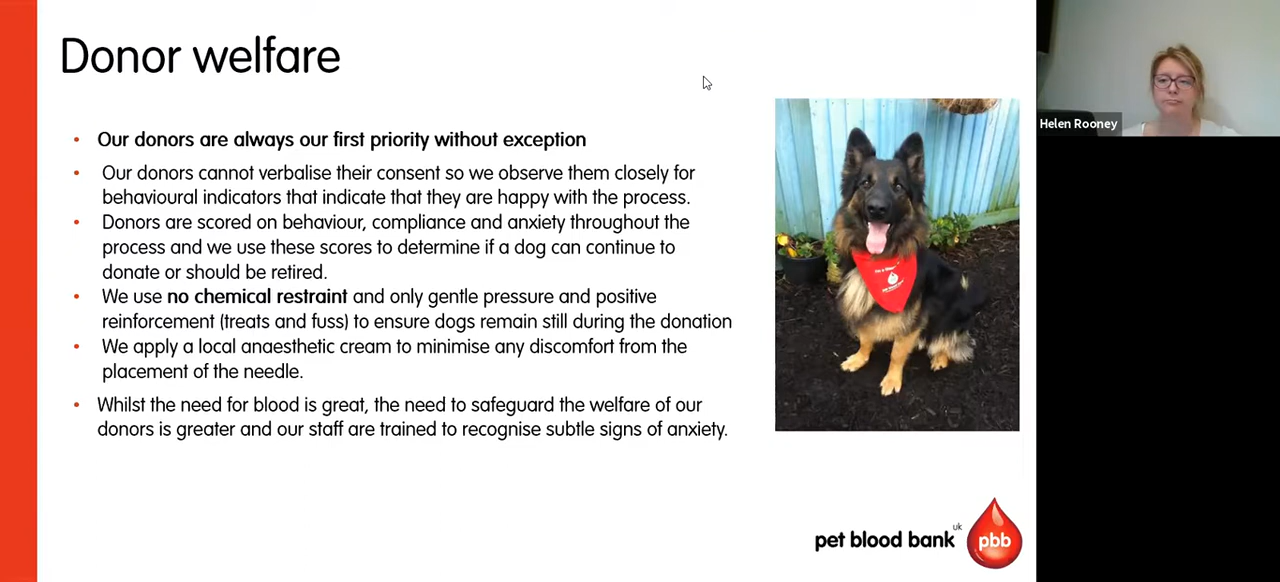 Donor welfare
• Our donors are always our first priority without exception
• Our donors cannot verbalise their consent so we observe them closely for
behavioural indicators that indicate that they are happy with the process.
• Donors are scored on behaviour, compliance and anxiety throughout the
process and we use these scores to determine if a dog can continue to
donate or should be retired.
• We use no chemical restraint and only gentle pressure and positive
reinforcement (treats and fuss) to ensure dogs remain still during the donation
• We apply a local anaesthetic cream to minimise any discomfort from the
placement of the needle.
• Whilst the need for blood is great, the need to safeguard the welfare of our
donors is greater and our staff are trained to recognise subtle signs of anxiety.
Helen Rooney
pet blood bank uk
pbb